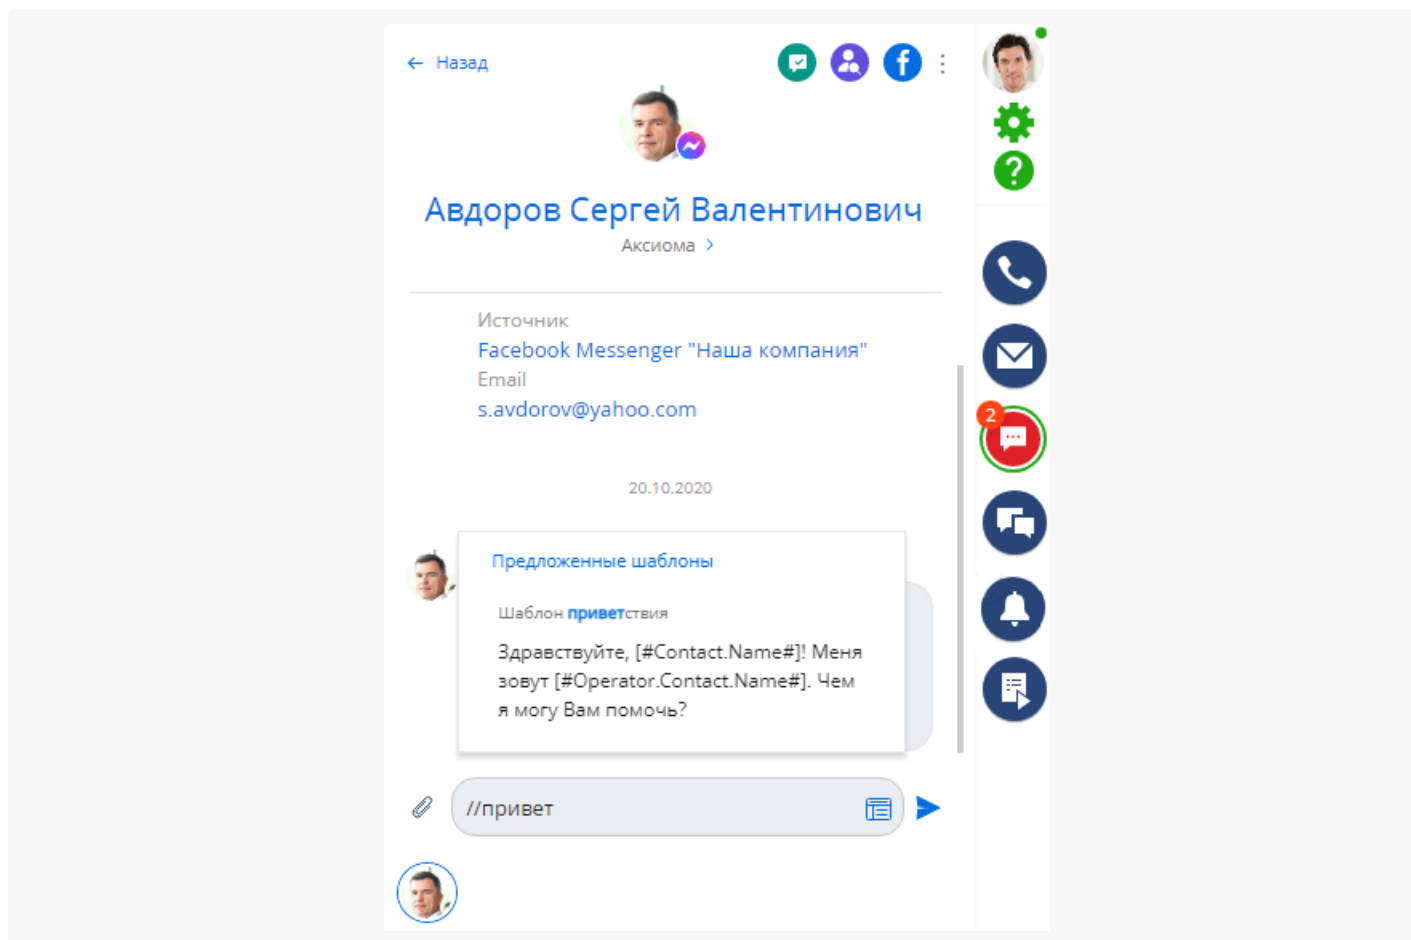 Назад
Авдоров Сергей Валентинович
Аксиома
Источник
Facebook Messenger "Наша компания"
Email
s.avdorov@yahoo.com
2
20.10.2020
Предложенные шаблоны
Шаблон приветствия
Здравствуйте, [#Contact.Name#]! Меня
зовут [#Operator.Contact.Name#]. Чем
я могу Вам помочь?
//привет